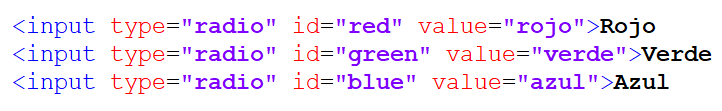 <input type="radio" id="red" value="rojo">Rojo
<input type="radio" id="green" value="verde">Verde
<input type="radio" id="blue" value="azul">Azul